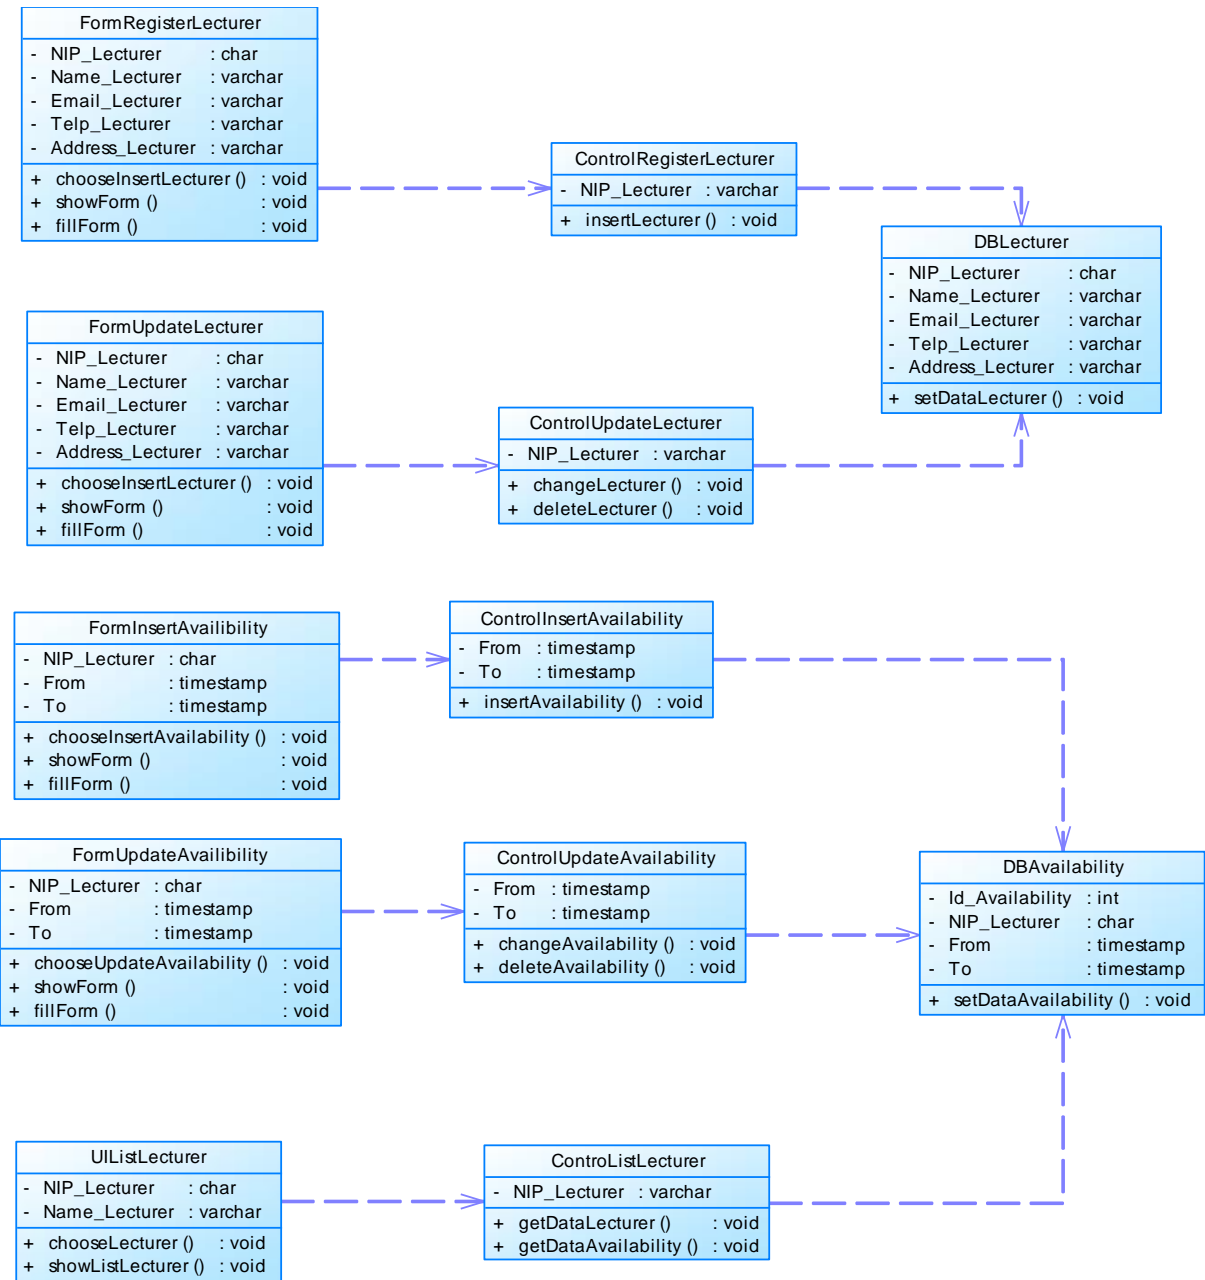 FormRegisterLecturer
- NIP_Lecturer : char
- Name_Lecturer : varchar
- Email_Lecturer : varchar
- Telp_Lecturer : varchar
- Address_Lecturer : varchar
+ chooseInsertLecturer () : void
+ showForm () : void
+ fillForm () : void
ControlRegisterLecturer
- NIP_Lecturer : varchar
+ insertLecturer () : void
DBLecturer
- NIP_Lecturer : char
- Name_Lecturer : varchar
- Email_Lecturer : varchar
- Telp_Lecturer : varchar
- Address_Lecturer : varchar
+ setDataLecturer () : void
FormUpdateLecturer
- NIP_Lecturer : char
- Name_Lecturer : varchar
- Email_Lecturer : varchar
- Telp_Lecturer : varchar
- Address_Lecturer : varchar
+ chooseInsertLecturer () : void
+ showForm () : void
+ fillForm () : void
ControlUpdateLecturer
- NIP_Lecturer : varchar
+ changeLecturer () : void
+ deleteLecturer () : void
FormInsertAvailibility
- NIP_Lecturer : char
- From : timestamp
- To : timestamp
+ chooseInsertAvailability () : void
+ showForm () : void
+ fillForm () : void
ControlInsertAvailability
- From : timestamp
- To : timestamp
+ insertAvailability () : void
FormUpdateAvailibility
- NIP_Lecturer : char
- From : timestamp
- To : timestamp
+ chooseUpdateAvailability () : void
+ showForm () : void
+ fillForm () : void
ControlUpdateAvailability
- From : timestamp
- To : timestamp
+ changeAvailability () : void
+ deleteAvailability () : void
DBAvailability
- Id_Availability : int
- NIP_Lecturer : char
- From : timestamp
- To : timestamp
+ setDataAvailability () : void
UIListLecturer
- NIP_Lecturer : char
- Name_Lecturer : varchar
+ chooseLecturer () : void
+ showListLecturer () : void
ControListLecturer
- NIP_Lecturer : varchar
+ getDataLecturer () : void
+ getDataAvailability () : void